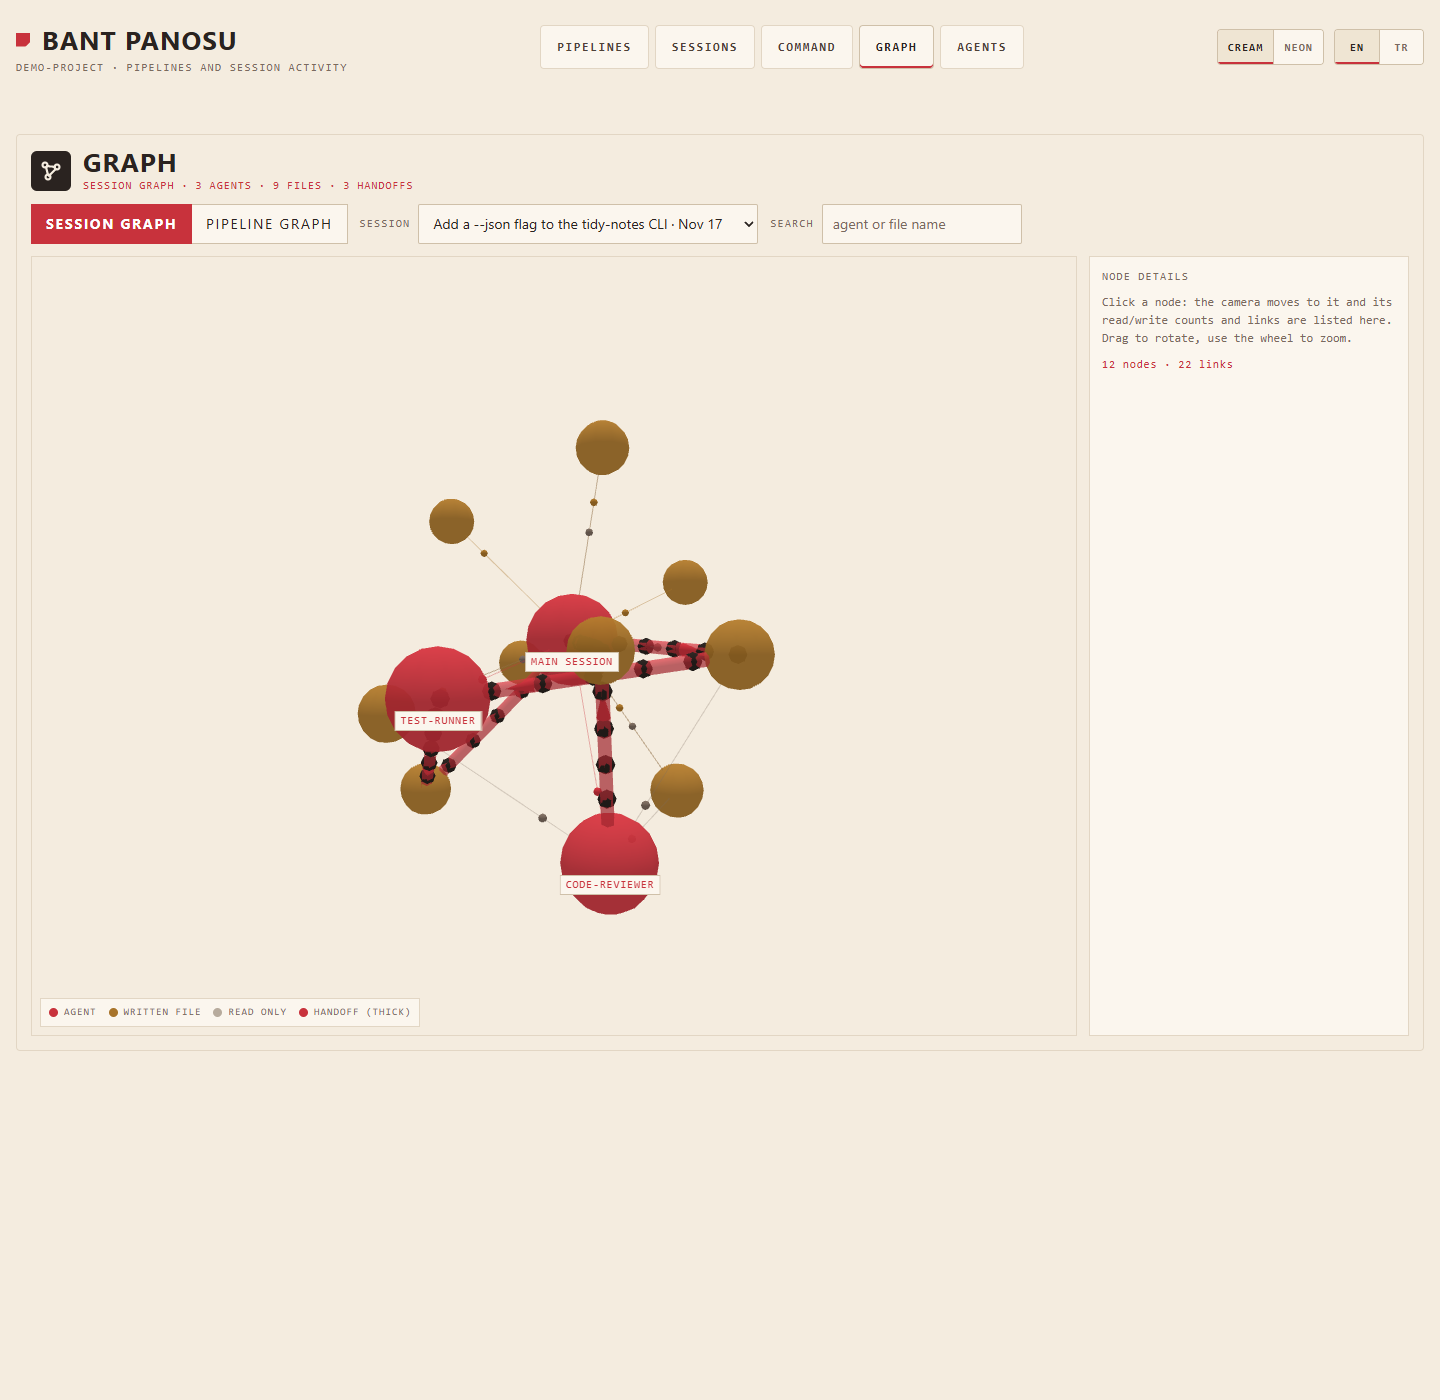 BANT PANOSU
DEMO-PROJECT · PIPELINES AND SESSION ACTIVITY
PIPELINES
SESSIONS
COMMAND
GRAPH
AGENTS
CREAM
NEON
EN
TR
GRAPH
SESSION GRAPH · 3 AGENTS · 9 FILES · 3 HANDOFFS
SESSION GRAPH
PIPELINE GRAPH
SESSION
Add a --json flag to the tidy-notes CLI · Nov 17
SEARCH
agent or file name
MAIN SESSION
TEST-RUNNER
CODE-REVIEWER
AGENT
WRITTEN FILE
READ ONLY
HANDOFF (THICK)
NODE DETAILS
Click a node: the camera moves to it and its
read/write counts and links are listed here.
Drag to rotate, use the wheel to zoom.
12 nodes · 22 links